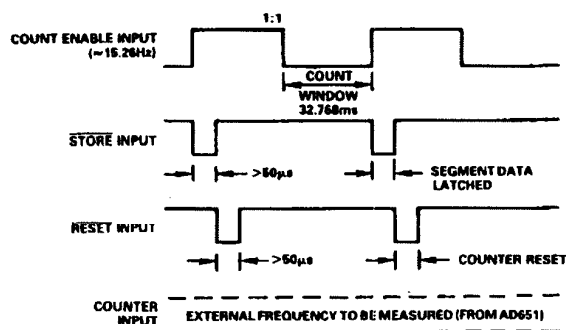 1:1
COUNT ENABLE INPUT
(≈15.26Hz)
COUNT
WINDOW
32.768ms
STORE INPUT
>50µs
SEGMENT DATA
LATCHED
RESET INPUT
>50µs
COUNTER RESET
COUNTER
INPUT
EXTERNAL FREQUENCY TO BE MEASURED (FROM AD651)